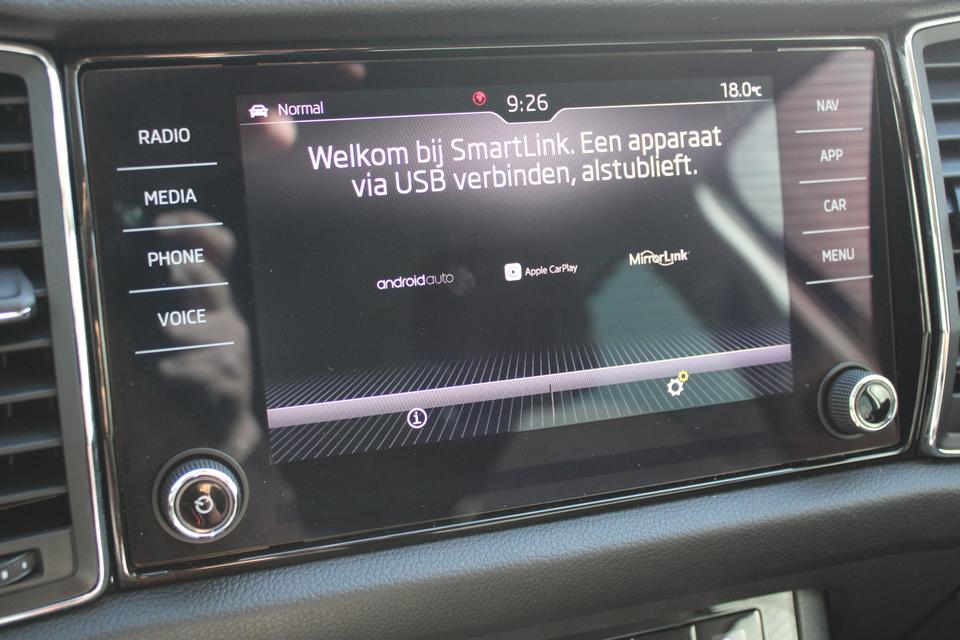 RADIO
MEDIA
PHONE
VOICE
Normal
9:26
18.0°C
Welkom bij SmartLink. Een apparaat
via USB verbinden, alstublieft.
androidauto
Apple CarPlay
MirrorLink
i
NAV
APP
CAR
MENU